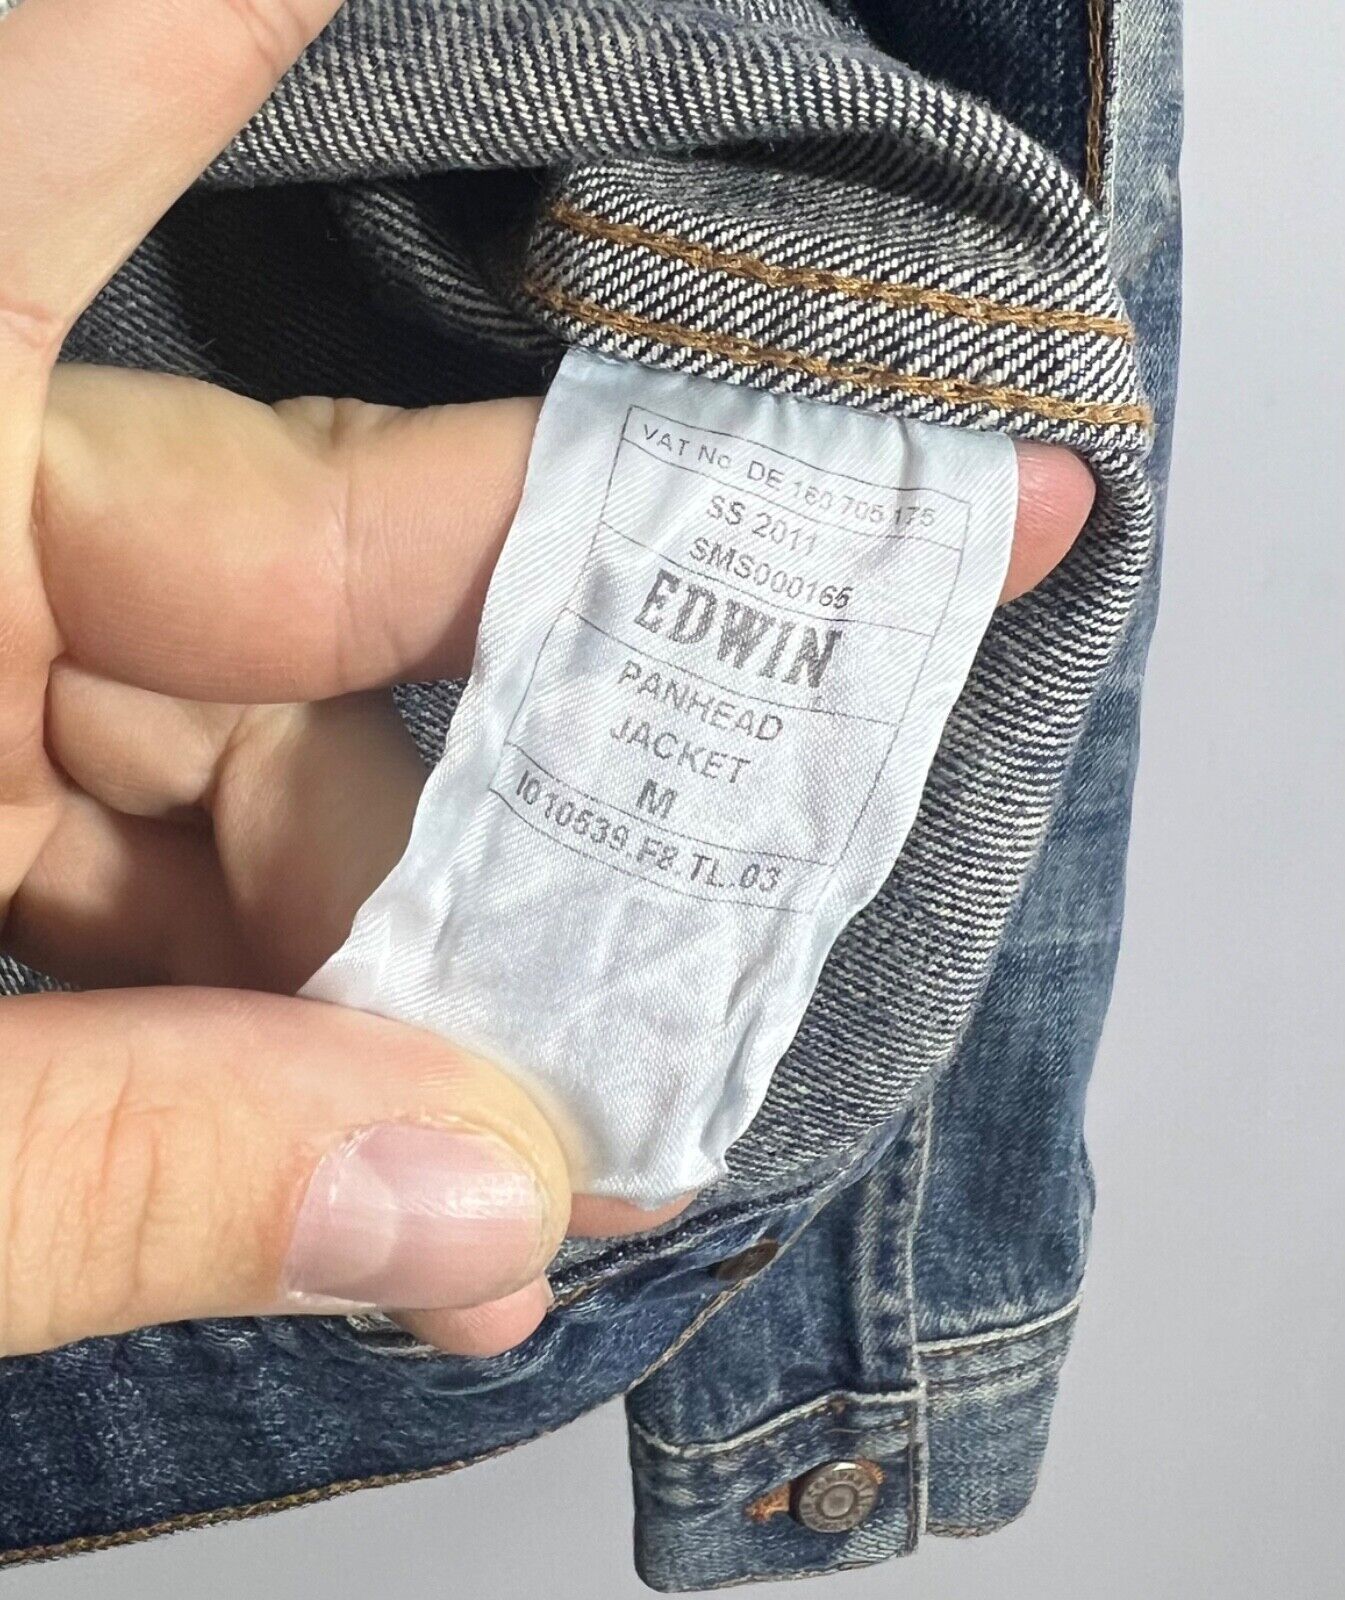 VAT No DE 160 705 175
SS 2011
SMS000165
EDWIN
PANHEAD
JACKET
M
I010539.F8.TL.03